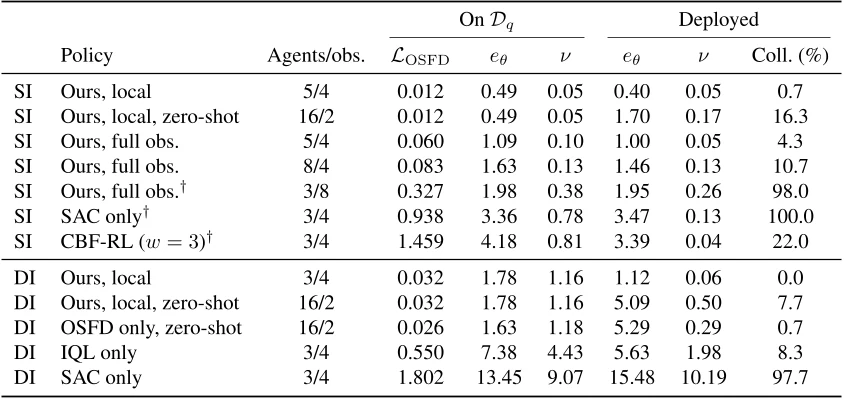 On 𝒟_q Deployed
Policy Agents/obs. ℒ_OSFD e_θ ν e_θ ν Coll. (%)
SI Ours, local 5/4 0.012 0.49 0.05 0.40 0.05 0.7
SI Ours, local, zero-shot 16/2 0.012 0.49 0.05 1.70 0.17 16.3
SI Ours, full obs. 5/4 0.060 1.09 0.10 1.00 0.05 4.3
SI Ours, full obs. 8/4 0.083 1.63 0.13 1.46 0.13 10.7
SI Ours, full obs.† 3/8 0.327 1.98 0.38 1.95 0.26 98.0
SI SAC only† 3/4 0.938 3.36 0.78 3.47 0.13 100.0
SI CBF-RL (w = 3)† 3/4 1.459 4.18 0.81 3.39 0.04 22.0
DI Ours, local 3/4 0.032 1.78 1.16 1.12 0.06 0.0
DI Ours, local, zero-shot 16/2 0.032 1.78 1.16 5.09 0.50 7.7
DI OSFD only, zero-shot 16/2 0.026 1.63 1.18 5.29 0.29 0.7
DI IQL only 3/4 0.550 7.38 4.43 5.63 1.98 8.3
DI SAC only 3/4 1.802 13.45 9.07 15.48 10.19 97.7